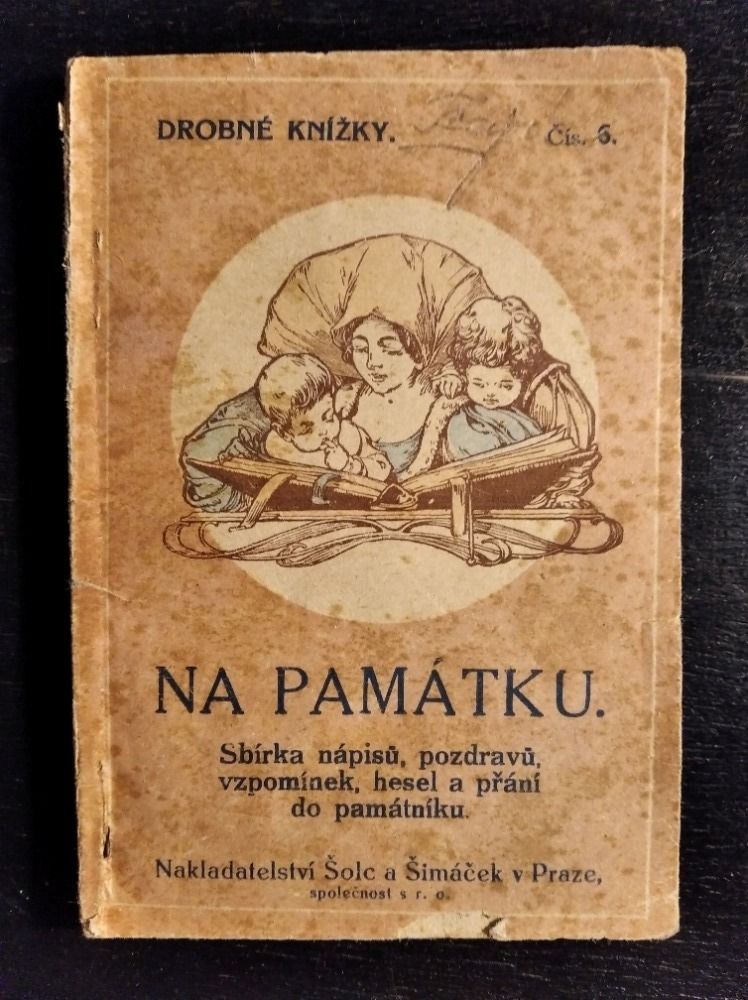 DROBNÉ KNÍŽKY. Čís. 6.
NA PAMÁTKU.
Sbírka nápisů, pozdravů,
vzpomínek, hesel a přání
do památníku.
Nakladatelství Šolc a Šimáček v Praze,
společnost s r. o.